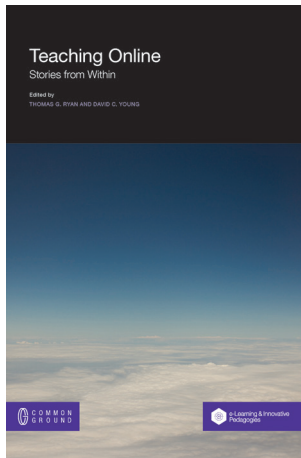 Teaching Online
Stories from Within
Edited by
THOMAS G. RYAN AND DAVID C. YOUNG
COMMON
GROUND
e-Learning & Innovative
Pedagogies